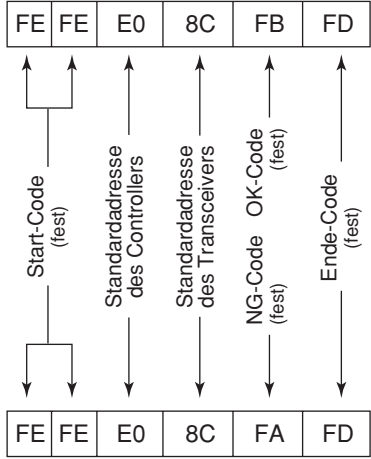 FE FE E0 8C FB FD
Start-Code
(fest)
Standardadresse
des Controllers
Standardadresse
des Transceivers
OK-Code
(fest)
NG-Code
(fest)
Ende-Code
(fest)
FE FE E0 8C FA FD